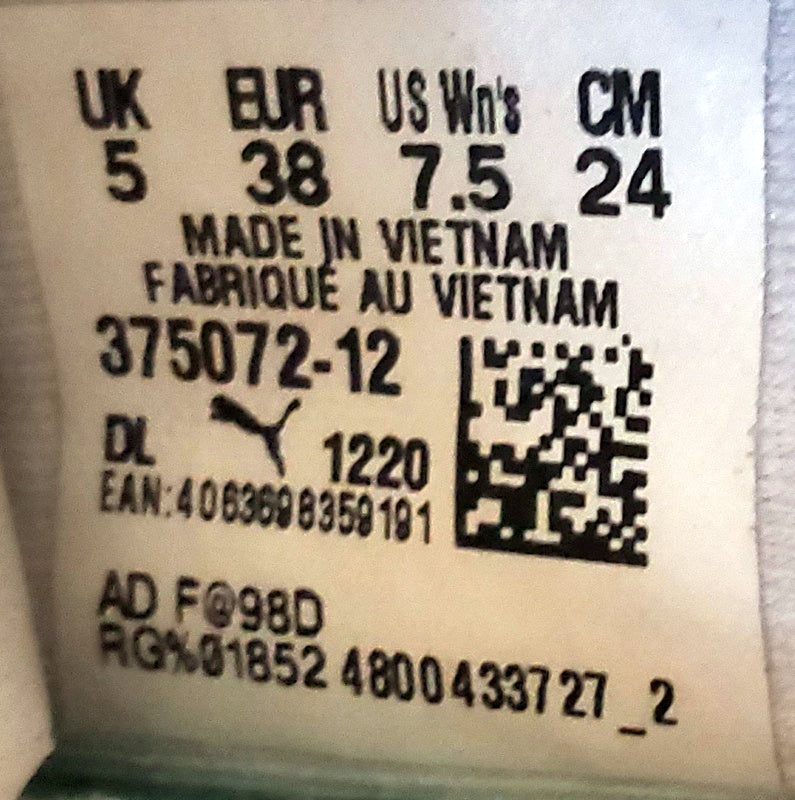 UK EUR US Wn's CM
5 38 7.5 24
MADE IN VIETNAM
FABRIQUÉ AU VIETNAM
375072-12
DL 1220
EAN:4063698359191
AD F@98D
RG%01852 4800433727_2